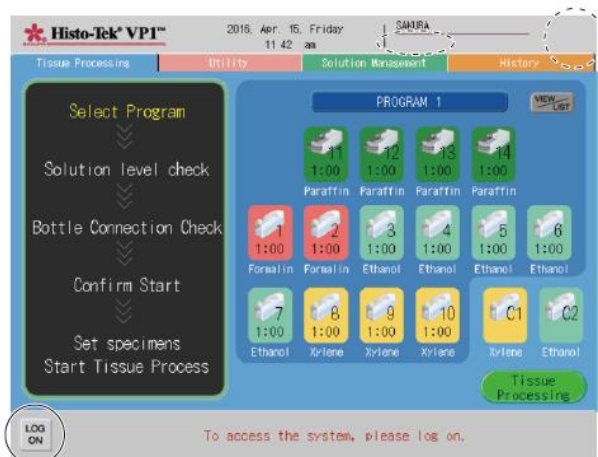 Histo-Tek® VP1™
2016. Apr. 15. Friday
11 42 am
SAKURA
Tissue Processing
Utility
Solution Management
History
Select Program
Solution level check
Bottle Connection Check
Confirm Start
Set specimens
Start Tissue Process
PROGRAM 1
VIEW LIST
11 12 13 14
1:00 1:00 1:00 1:00
Paraffin Paraffin Paraffin Paraffin
1 2 3 4 5 6
1:00 1:00 1:00 1:00 1:00 1:00
Formalin Formalin Ethanol Ethanol Ethanol Ethanol
7 8 9 10 C1 C2
1:00 1:00 1:00 1:00
Ethanol Xylene Xylene Xylene Xylene Ethanol
Tissue
Processing
LOG
ON
To access the system, please log on.